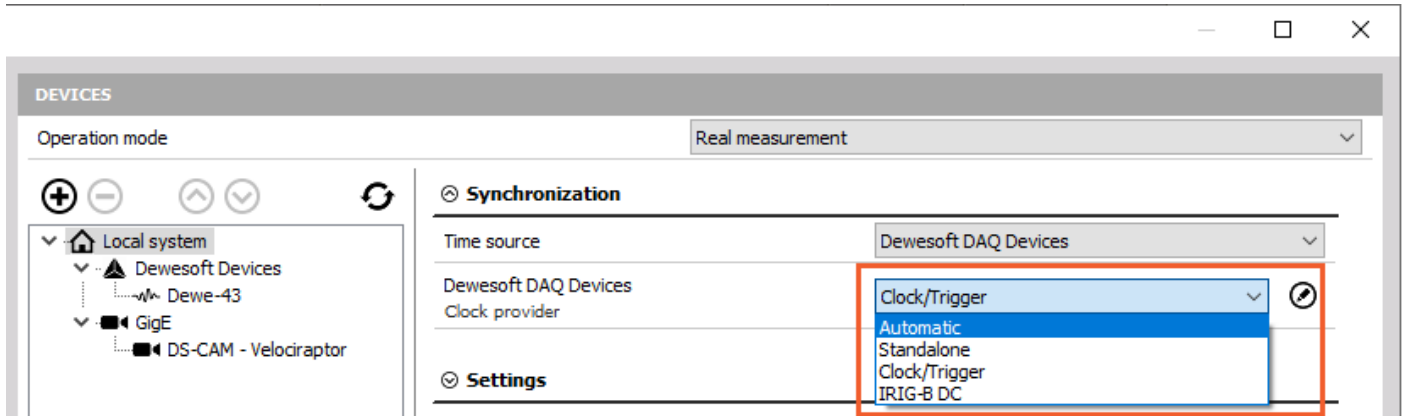 DEVICES
Operation mode
Real measurement
Local system
Dewesoft Devices
Dewe-43
GigE
DS-CAM - Velociraptor
Synchronization
Time source
Dewesoft DAQ Devices
Dewesoft DAQ Devices
Clock provider
Clock/Trigger
Automatic
Standalone
Clock/Trigger
IRIG-B DC
Settings